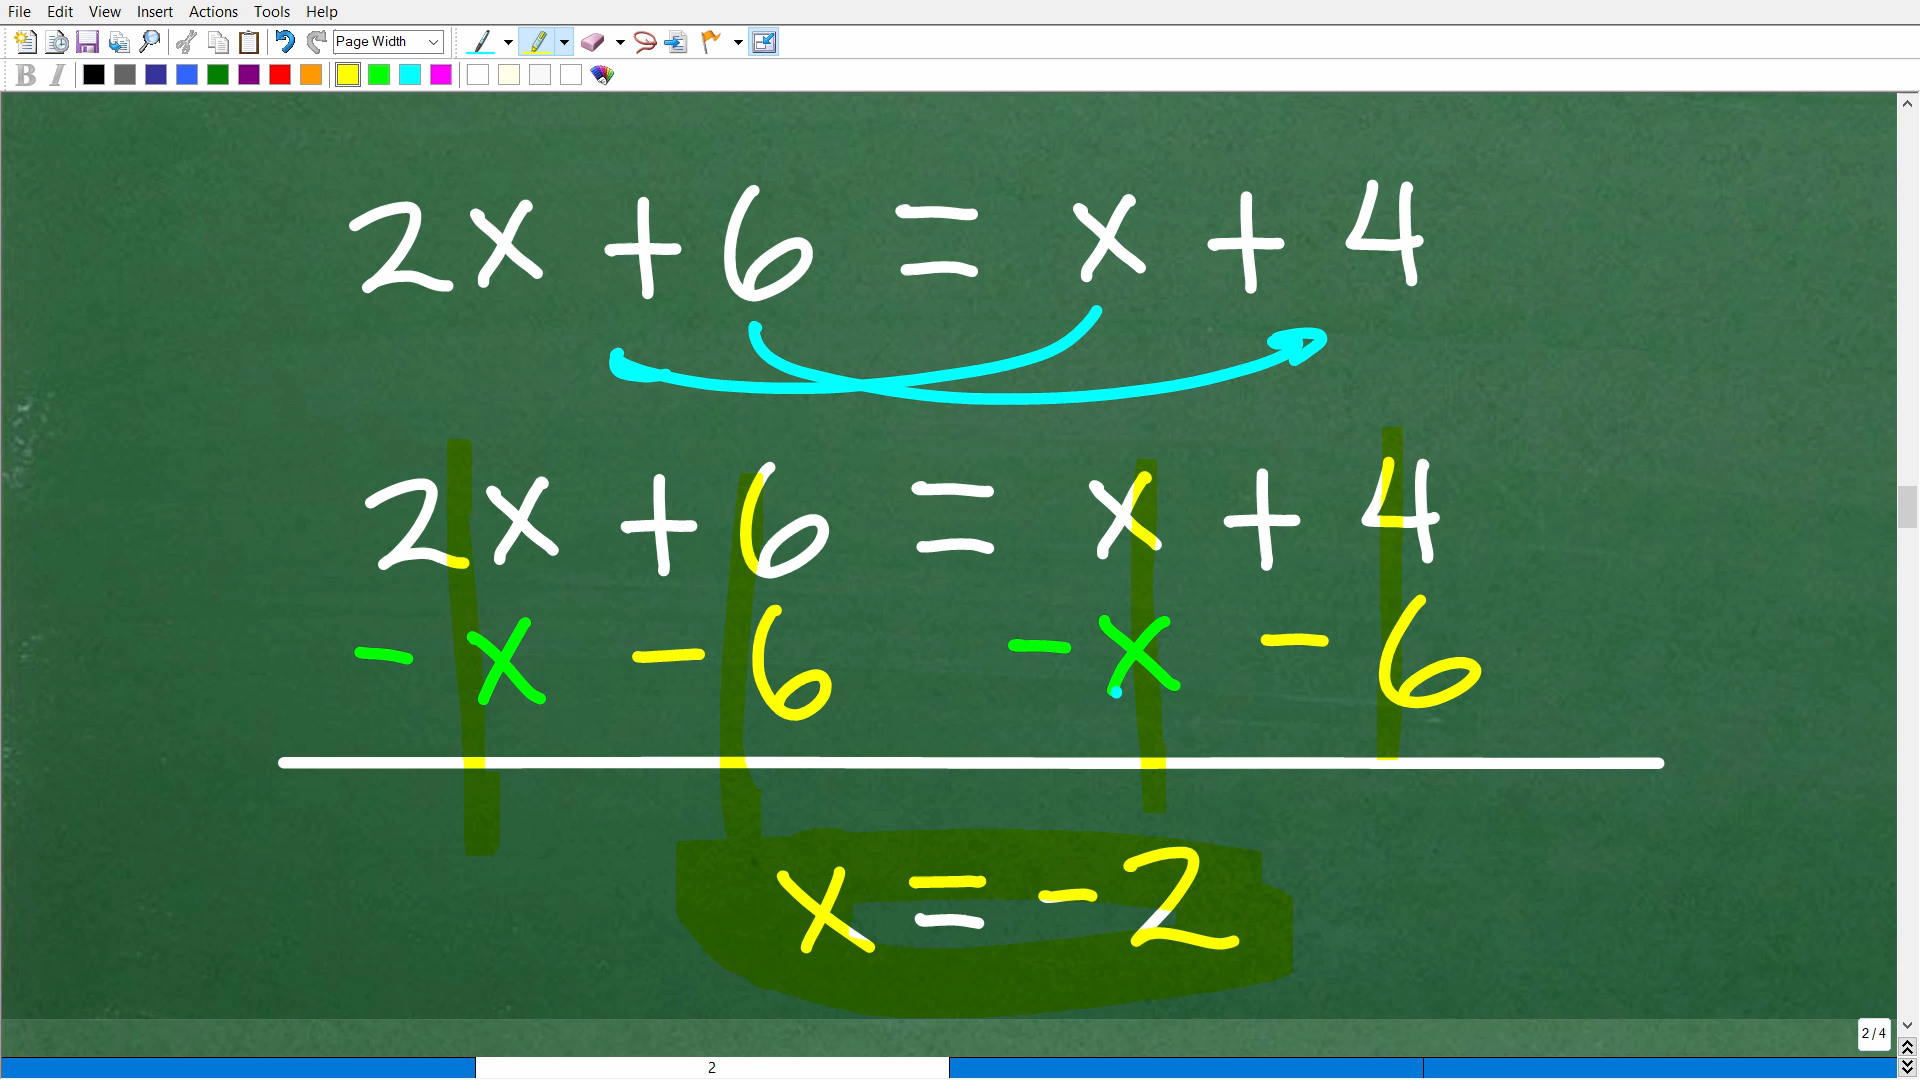 File Edit View Insert Actions Tools Help
Page Width
B I
2x + 6 = x + 4
2x + 6 = x + 4
- x - 6 - x - 6
x = - 2
2 / 4
2